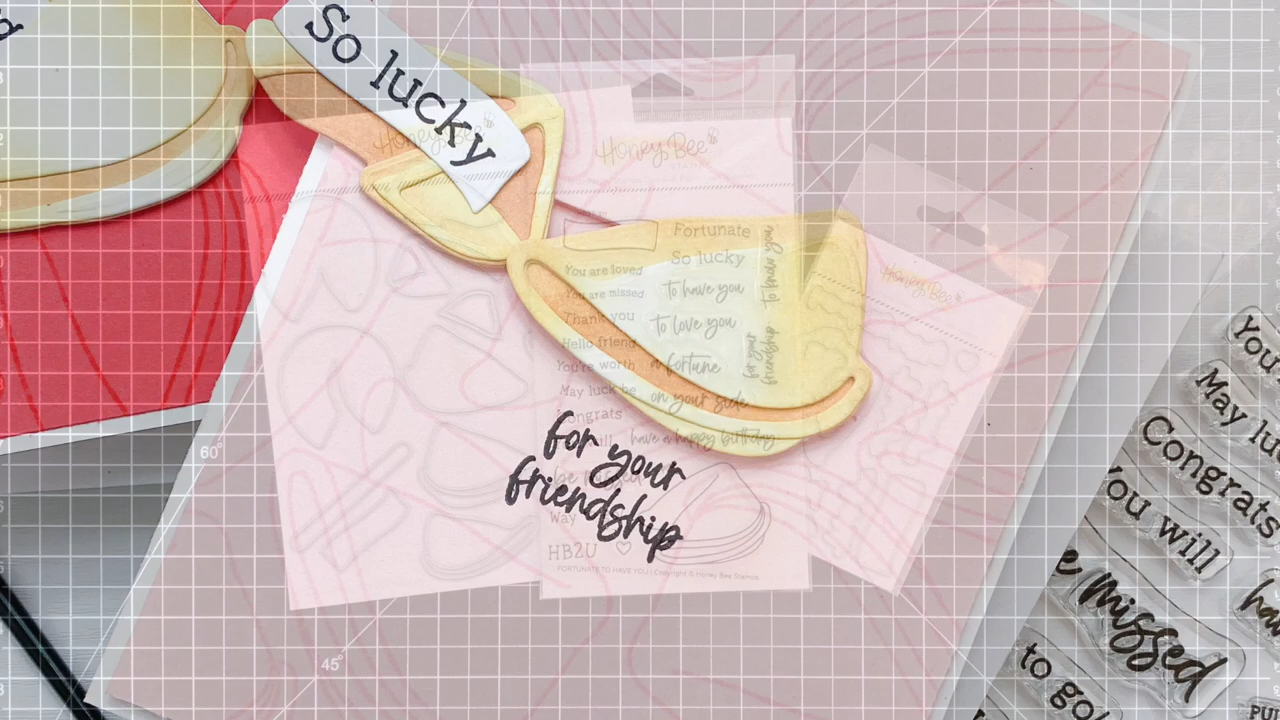 So lucky
Honey Bee
Honey Bee
Honey Bee
Fortunate
So lucky
You are loved
to know you
You are missed
to have you
Thank you
to love you
Hello friend
for your
friendship
You're worth
a fortune
May luck be
on your side
Congrats
have a happy birthday
for your
friendship
Way
HB2U
FORTUNATE TO HAVE YOU | Copyright © Honey Bee Stamps
60°
45°
You
May lu
Congrats
You will
missed
to go!